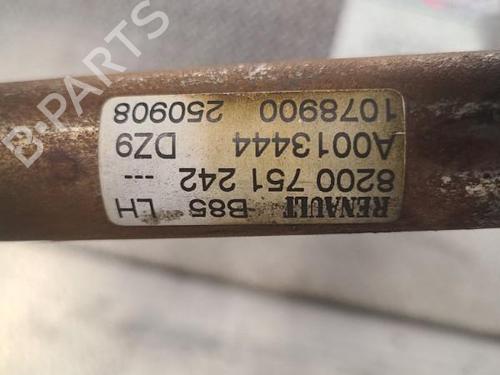 RENAULT B85 LH
8200 751 242 ---
A0013444 DZ9
1078900 250908
B-PARTS